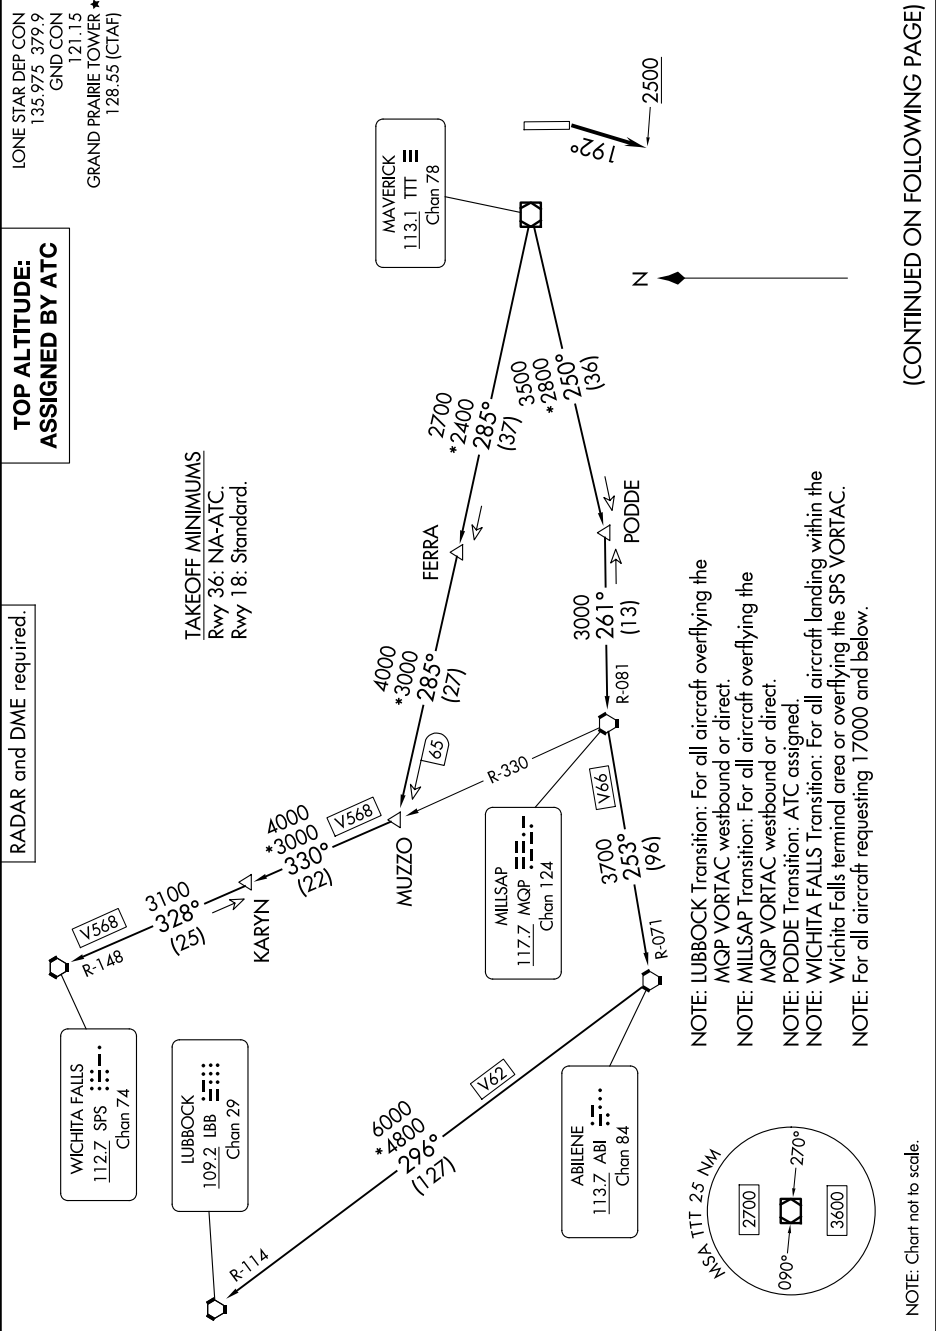 RADAR and DME required.
TOP ALTITUDE:
ASSIGNED BY ATC
LONE STAR DEP CON
135.975 379.9
GND CON
121.15
GRAND PRAIRIE TOWER★
128.55 (CTAF)
TAKEOFF MINIMUMS
Rwy 36: NA-ATC.
Rwy 18: Standard.
WICHITA FALLS
112.7 SPS
Chan 74
R-148
V568
3100
328°
(25)
KARYN
4000
*3000
330°
(22)
V568
MUZZO
LUBBOCK
109.2 LBB
Chan 29
R-114
6000
*4800
296°
(127)
V62
4000
*3000
285°
(27)
65
FERRA
2700
*2400
285°
(37)
MAVERICK
113.1 TTT
Chan 78
3500
*2800
250°
(36)
PODDE
3000
261°
(13)
R-081
R-330
MILLSAP
117.7 MQP
Chan 124
V66
3700
253°
(96)
R-071
ABILENE
113.7 ABI
Chan 84
192°
2500
N
MSA TTT 25 NM
2700
090°
270°
3600
NOTE: LUBBOCK Transition: For all aircraft overflying the
MQP VORTAC westbound or direct.
NOTE: MILLSAP Transition: For all aircraft overflying the
MQP VORTAC westbound or direct.
NOTE: PODDE Transition: ATC assigned.
NOTE: WICHITA FALLS Transition: For all aircraft landing within the
Wichita Falls terminal area or overflying the SPS VORTAC.
NOTE: For all aircraft requesting 17000 and below.
NOTE: Chart not to scale.
(CONTINUED ON FOLLOWING PAGE)